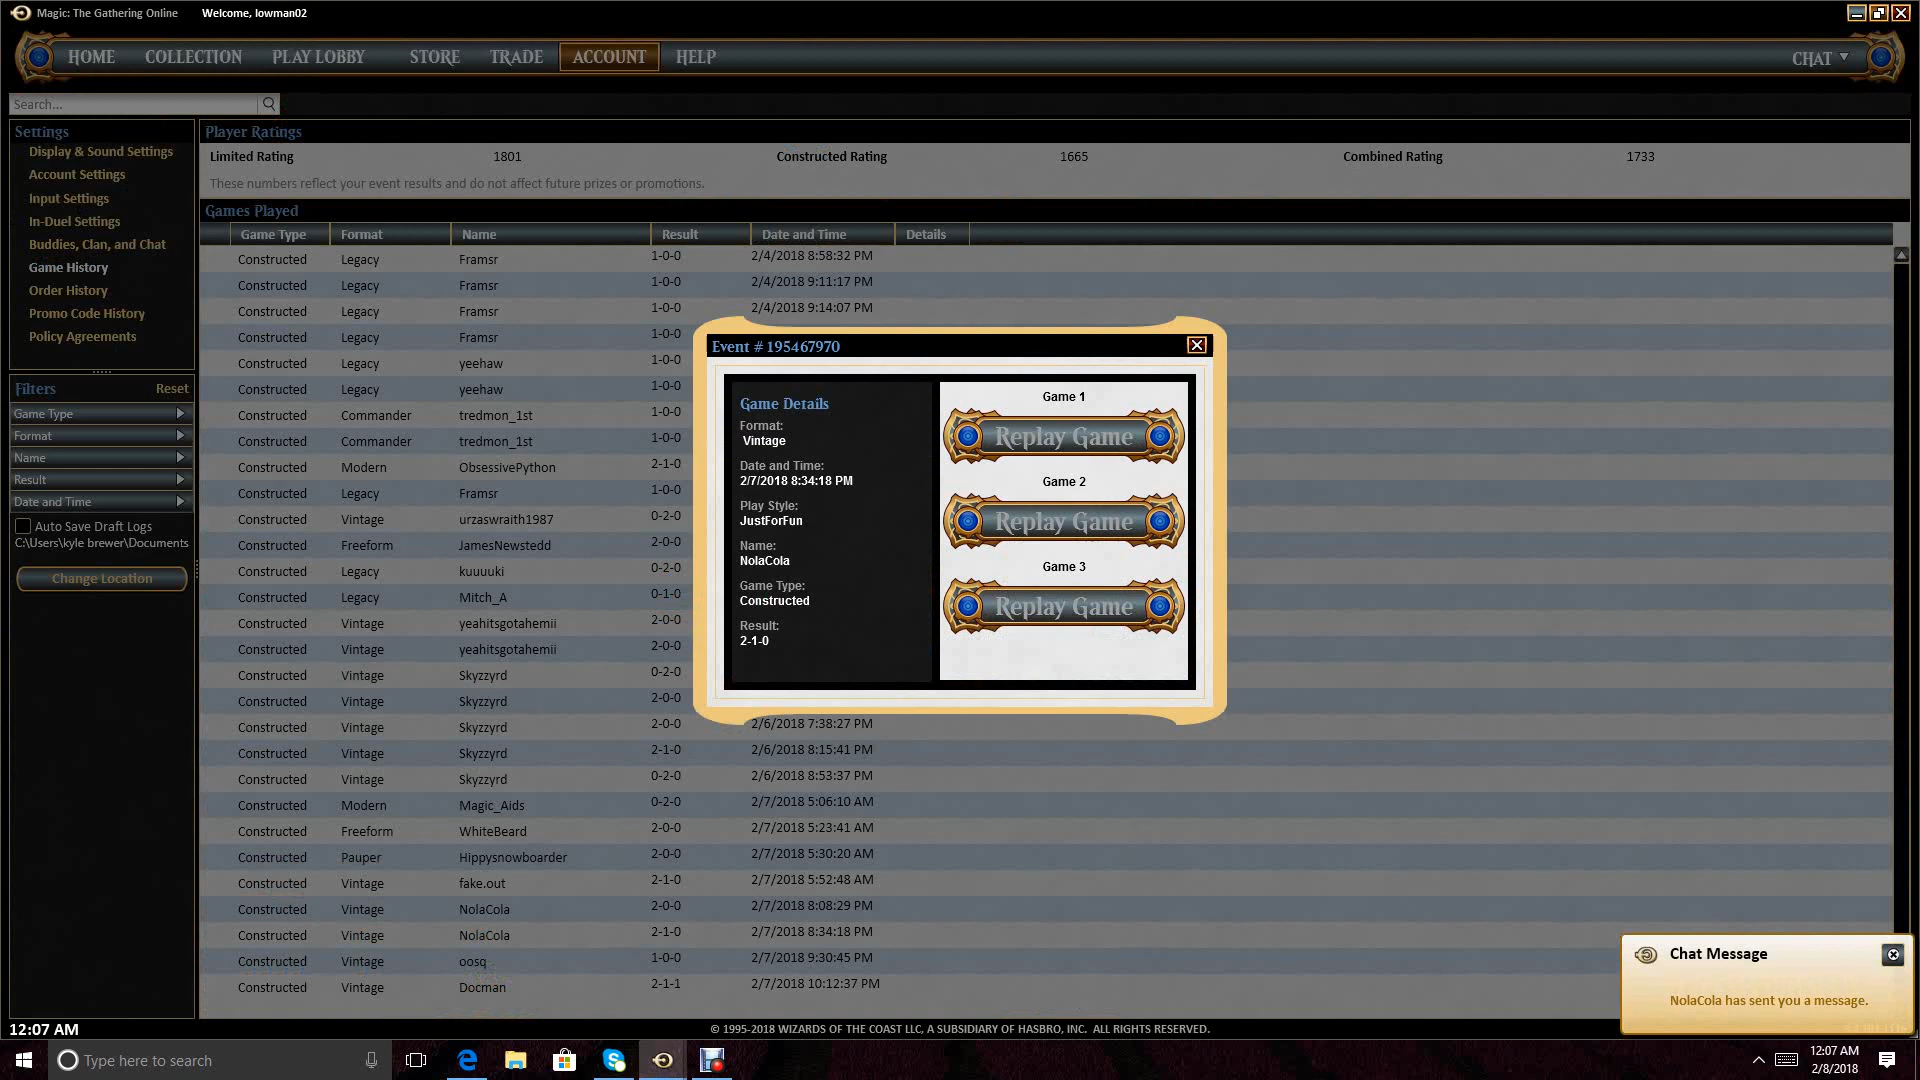 Magic: The Gathering Online Welcome, lowman02
HOME COLLECTION PLAY LOBBY STORE TRADE ACCOUNT HELP CHAT
Search...
Settings
Display & Sound Settings
Account Settings
Input Settings
In-Duel Settings
Buddies, Clan, and Chat
Game History
Order History
Promo Code History
Policy Agreements
Filters Reset
Game Type
Format
Name
Result
Date and Time
Auto Save Draft Logs
C:\Users\kyle brewer\Documents
Change Location
Player Ratings
Limited Rating 1801 Constructed Rating 1665 Combined Rating 1733
These numbers reflect your event results and do not affect future prizes or promotions.
Games Played
Game Type Format Name Result Date and Time Details
Constructed Legacy Framsr 1-0-0 2/4/2018 8:58:32 PM
Constructed Legacy Framsr 1-0-0 2/4/2018 9:11:17 PM
Constructed Legacy Framsr 1-0-0 2/4/2018 9:14:07 PM
Constructed Legacy Framsr 1-0-0
Constructed Legacy yeehaw 1-0-0
Constructed Legacy yeehaw 1-0-0
Constructed Commander tredmon_1st 1-0-0
Constructed Commander tredmon_1st 1-0-0
Constructed Modern ObsessivePython 2-1-0
Constructed Legacy Framsr 1-0-0
Constructed Vintage urzaswraith1987 0-2-0
Constructed Freeform JamesNewstedd 2-0-0
Constructed Legacy kuuuuki 0-2-0
Constructed Legacy Mitch_A 0-1-0
Constructed Vintage yeahitsgotahemii 2-0-0
Constructed Vintage yeahitsgotahemii 2-0-0
Constructed Vintage Skyzzyrd 0-2-0
Constructed Vintage Skyzzyrd 2-0-0
Constructed Vintage Skyzzyrd 2-0-0 2/6/2018 7:38:27 PM
Constructed Vintage Skyzzyrd 2-1-0 2/6/2018 8:15:41 PM
Constructed Vintage Skyzzyrd 0-2-0 2/6/2018 8:53:37 PM
Constructed Modern Magic_Aids 0-2-0 2/7/2018 5:06:10 AM
Constructed Freeform WhiteBeard 2-0-0 2/7/2018 5:23:41 AM
Constructed Pauper Hippysnowboarder 2-0-0 2/7/2018 5:30:20 AM
Constructed Vintage fake.out 2-1-0 2/7/2018 5:52:48 AM
Constructed Vintage NolaCola 2-0-0 2/7/2018 8:08:29 PM
Constructed Vintage NolaCola 2-1-0 2/7/2018 8:34:18 PM
Constructed Vintage oosq 1-0-0 2/7/2018 9:30:45 PM
Constructed Vintage Docman 2-1-1 2/7/2018 10:12:37 PM
Event # 195467970
Game Details
Format:
Vintage
Date and Time:
2/7/2018 8:34:18 PM
Play Style:
JustForFun
Name:
NolaCola
Game Type:
Constructed
Result:
2-1-0
Game 1
Replay Game
Game 2
Replay Game
Game 3
Replay Game
Chat Message
NolaCola has sent you a message.
12:07 AM
© 1995-2018 WIZARDS OF THE COAST LLC, A SUBSIDIARY OF HASBRO, INC. ALL RIGHTS RESERVED.
Type here to search
12:07 AM
2/8/2018